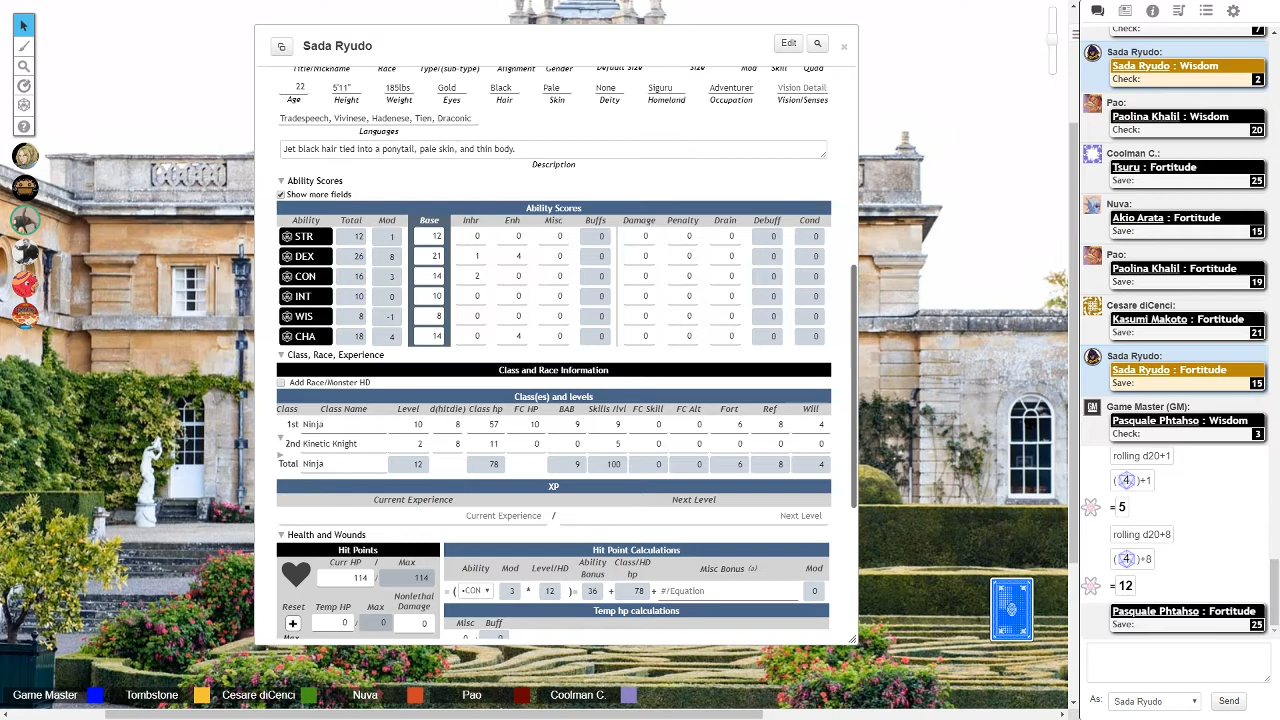 Sada Ryudo
Edit
Title/Nickname Race Type/(sub-type) Alignment Gender Default Size Size Mod Skill Quad
22 5'11" 185lbs Gold Black Pale None Siguru Adventurer Vision Detail
Age Height Weight Eyes Hair Skin Deity Homeland Occupation Vision/Senses
Tradespeech, Vivinese, Hadenese, Tien, Draconic
Languages
Jet black hair tied into a ponytail, pale skin, and thin body.
Description
Ability Scores
Show more fields
Ability Scores
Ability Total Mod Base Inhr Enh Misc Buffs Damage Penalty Drain Debuff Cond
STR 12 1 12 0 0 0 0 0 0 0 0 0
DEX 26 8 21 1 4 0 0 0 0 0 0 0
CON 16 3 14 2 0 0 0 0 0 0 0 0
INT 10 0 10 0 0 0 0 0 0 0 0 0
WIS 8 -1 8 0 0 0 0 0 0 0 0 0
CHA 18 4 14 0 4 0 0 0 0 0 0 0
Class, Race, Experience
Class and Race Information
Add Race/Monster HD
Class(es) and levels
Class Class Name Level d(hitdie) Class hp FC HP BAB Skills /lvl FC Skill FC Alt Fort Ref Will
1st Ninja 10 8 57 10 9 9 0 0 6 8 4
2nd Kinetic Knight 2 8 11 0 0 5 0 0 0 0 0
Total Ninja 12 78 9 100 0 0 6 8 4
XP
Current Experience Next Level
Current Experience / Next Level
Health and Wounds
Hit Points
Curr HP / Max
114 / 114
Nonlethal Damage
Reset Temp HP Max
0 / 0 0
Max
Hit Point Calculations
Ability Mod Level/HD Ability Bonus Class/HD hp Misc Bonus (a) Mod
= ( •CON 3 * 12 )= 36 + 78 + #/Equation 0
Temp hp calculations
Misc Buff
0 0
Game Master Tombstone Cesare diCenci Nuva Pao Coolman C.
7
Sada Ryudo:
Sada Ryudo : Wisdom
Check: 2
Pao:
Paolina Khalil : Wisdom
Check: 20
Coolman C.:
Tsuru : Fortitude
Save: 25
Nuva:
Akio Arata : Fortitude
Save: 15
Pao:
Paolina Khalil : Fortitude
Save: 19
Cesare diCenci:
Kasumi Makoto : Fortitude
Save: 21
Sada Ryudo:
Sada Ryudo : Fortitude
Save: 15
Game Master (GM):
Pasquale Phtahso : Wisdom
Check: 3
rolling d20+1
(4)+1
= 5
rolling d20+8
(4)+8
= 12
Pasquale Phtahso : Fortitude
Save: 25
As: Sada Ryudo Send